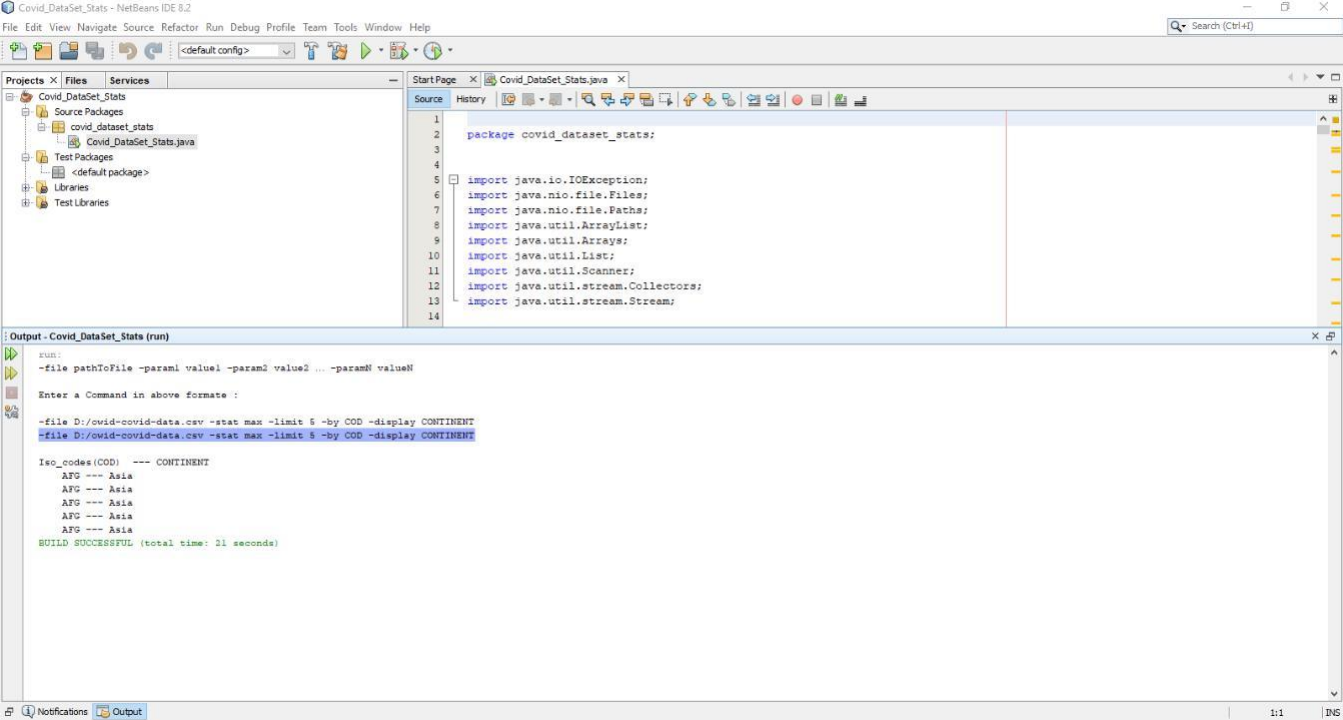 Covid_DataSet_Stats - NetBeans IDE 8.2
File Edit View Navigate Source Refactor Run Debug Profile Team Tools Window Help
Search (Ctrl+I)
<default config>
Projects Files Services
Covid_DataSet_Stats
Source Packages
covid_dataset_stats
Covid_DataSet_Stats.java
Test Packages
<default package>
Libraries
Test Libraries
Start Page Covid_DataSet_Stats.java
Source History
1
2 package covid_dataset_stats;
3
4
5 import java.io.IOException;
6 import java.nio.file.Files;
7 import java.nio.file.Paths;
8 import java.util.ArrayList;
9 import java.util.Arrays;
10 import java.util.List;
11 import java.util.Scanner;
12 import java.util.stream.Collectors;
13 import java.util.stream.Stream;
14
Output - Covid_DataSet_Stats (run)
run:
-file pathToFile -param1 value1 -param2 value2 ... -paramN valueN
Enter a Command in above formate :
-file D:/owid-covid-data.csv -stat max -limit 5 -by COD -display CONTINENT
-file D:/owid-covid-data.csv -stat max -limit 5 -by COD -display CONTINENT
Iso_codes(COD) --- CONTINENT
AFG --- Asia
AFG --- Asia
AFG --- Asia
AFG --- Asia
AFG --- Asia
BUILD SUCCESSFUL (total time: 21 seconds)
Notifications Output
1:1 INS